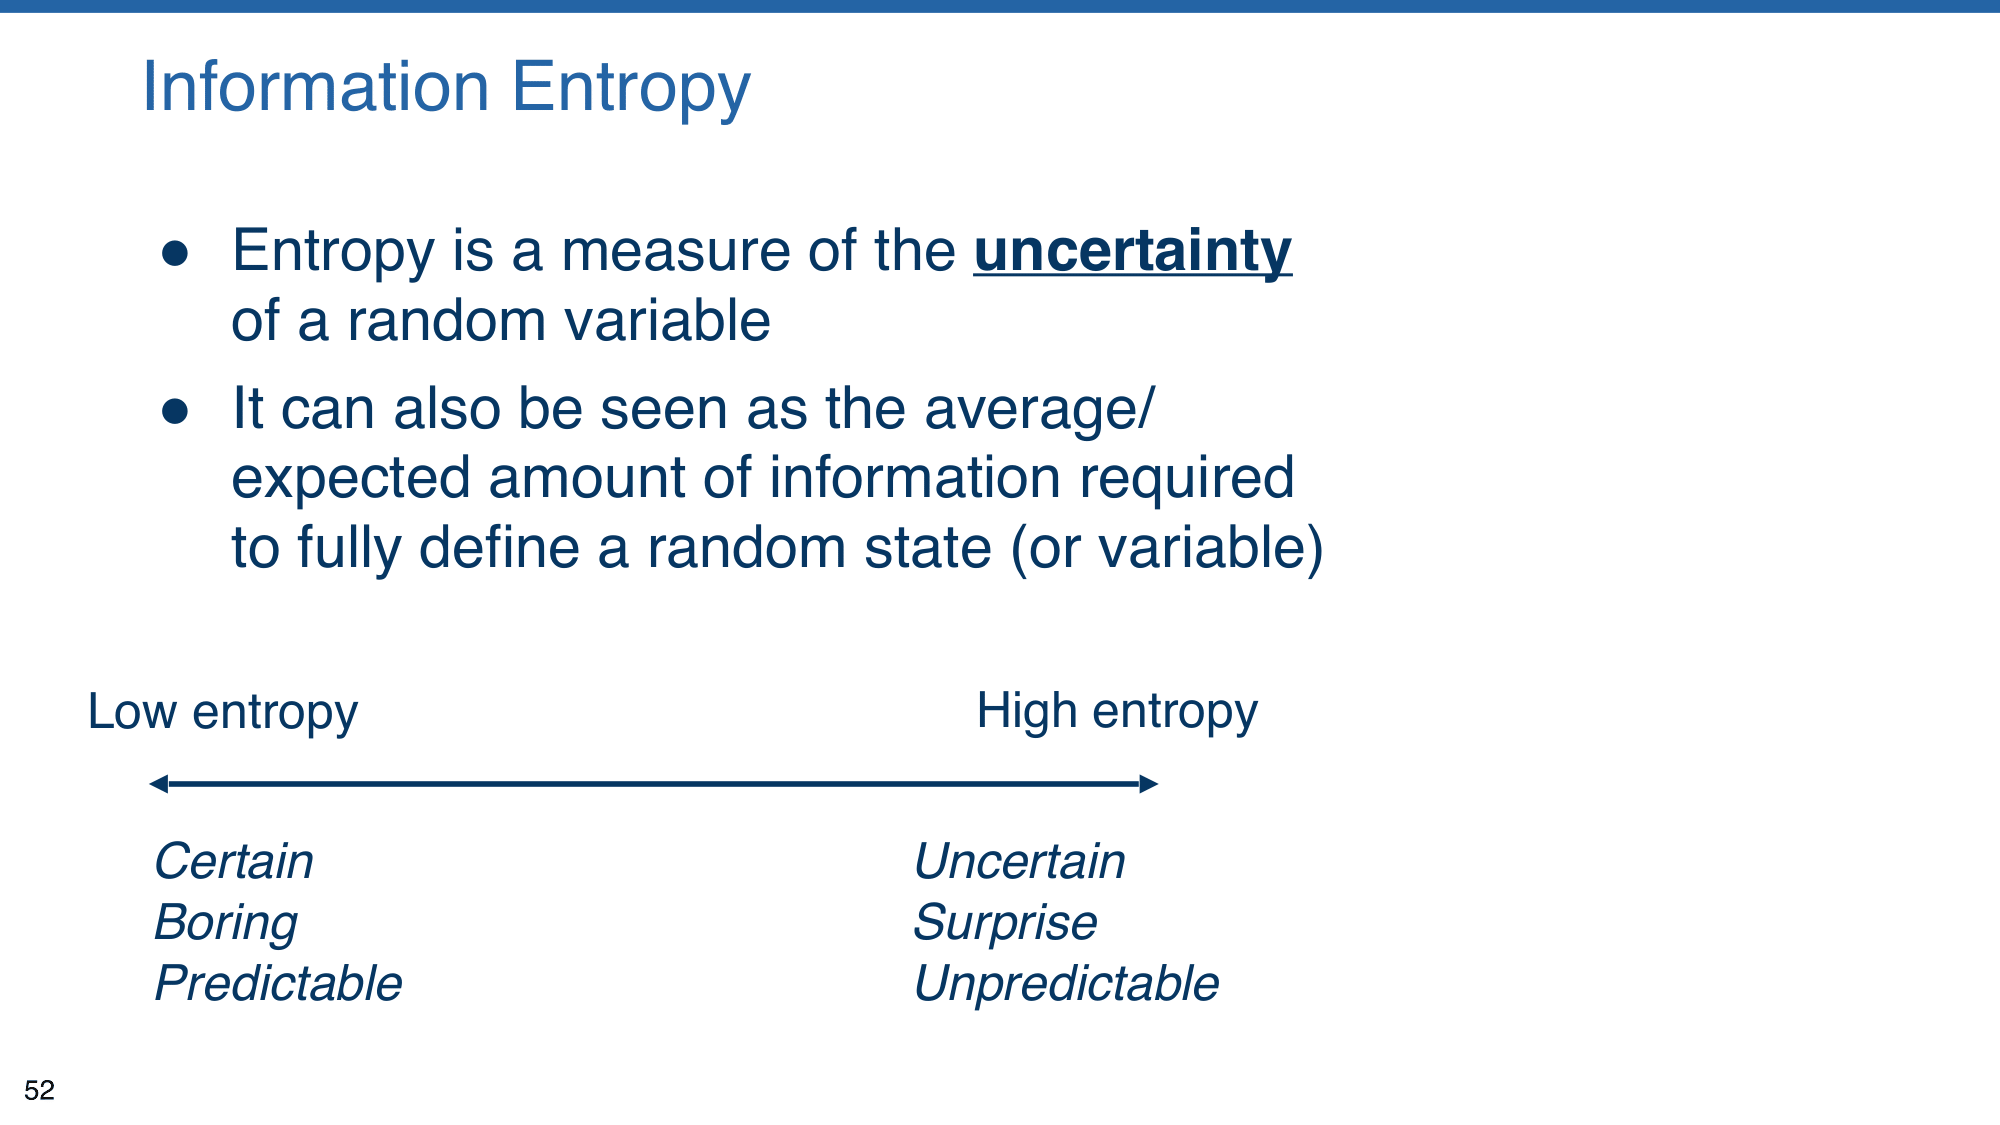 Information Entropy
● Entropy is a measure of the uncertainty
of a random variable
● It can also be seen as the average/
expected amount of information required
to fully define a random state (or variable)
Low entropy
High entropy
Certain
Boring
Predictable
Uncertain
Surprise
Unpredictable
52